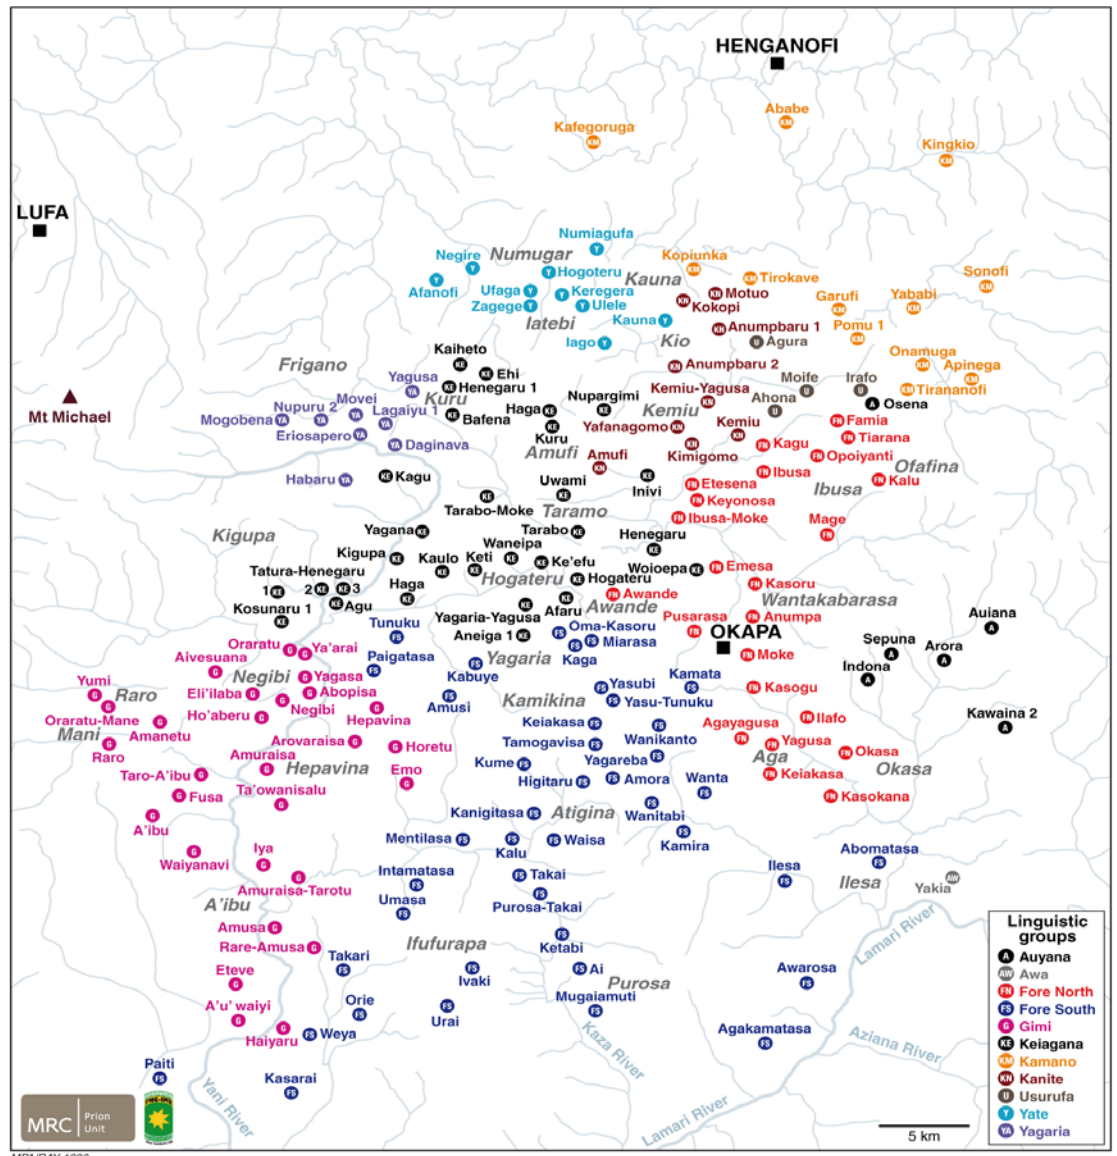 HENGANOFI
Ababe
Kafegoruga
Kingkio
LUFA
Numiagufa
Negire
Numugar
Kopiunka
Hogoteru
Kauna
Tirokave
Sonofi
Afanofi
Ufaga
Keregera
Motuo
Garufi
Yababi
Zagege
Ulele
Kokopi
Iatebi
Kauna
Anumpbaru 1
Pomu 1
Iago
Kio
Agura
Kaiheto
Onamuga
Frigano
Ehi
Anumpbaru 2
Apinega
Yagusa
Henegaru 1
Kemiu-Yagusa
Moife
Irafo
Tirananofi
Mt Michael
Movei
Kuru
Nupargimi
Nupuru 2
Lagaiyu 1
Haga
Kemiu
Ahona
Osena
Mogobena
Bafena
Yafanagomo
Kemiu
Famia
Eriosapero
Kuru
Tiarana
Daginava
Amufi
Kimigomo
Kagu
Opoiyanti
Amufi
Ofafina
Habaru
Kagu
Uwami
Inivi
Etesena
Ibusa
Kalu
Keyonosa
Ibusa
Tarabo-Moke
Taramo
Ibusa-Moke
Mage
Kigupa
Yagana
Tarabo
Henegaru
Waneipa
Kigupa
Kaulo
Keti
Ke'efu
Woioepa
Emesa
Tatura-Henegaru
Hogateru
Hogateru
Kasoru
1
2
3
Haga
Awande
Kosunaru 1
Agu
Afaru
Awande
Wantakabarasa
Yagaria-Yagusa
Pusarasa
Anumpa
Auiana
Tunuku
Aneiga 1
Oma-Kasoru
OKAPA
Oraratu
Ya'arai
Miarasa
Sepuna
Arora
Aivesuana
Paigatasa
Yagaria
Kaga
Moke
Indona
Yumi
Negibi
Yagasa
Kabuye
Kamata
Raro
Eli'ilaba
Abopisa
Yasubi
Kasogu
Oraratu-Mane
Ho'aberu
Negibi
Hepavina
Amusi
Kamikina
Yasu-Tunuku
Kawaina 2
Mani
Amanetu
Keiakasa
Agayagusa
Ilafo
Raro
Arovaraisa
Horetu
Tamogavisa
Wanikanto
Yagusa
Amuraisa
Yagareba
Aga
Okasa
Taro-A'ibu
Hepavina
Emo
Kume
Keiakasa
Okasa
Fusa
Ta'owanisalu
Higitaru
Amora
Wanta
Kasokana
A'ibu
Kanigitasa
Atigina
Wanitabi
Mentilasa
Kalu
Waisa
Kamira
Waiyanavi
Iya
Abomatasa
Intamatasa
Takai
Ilesa
Amuraisa-Tarotu
Ilesa
Yakia
A'ibu
Umasa
Purosa-Takai
Amusa
Rare-Amusa
Ifufurapa
Ketabi
Lamari River
Takari
Eteve
Ivaki
Ai
Awarosa
Purosa
A'u' waiyi
Orie
Mugaiamuti
Urai
Haiyaru
Weya
Agakamatasa
Kaza River
Aziana River
Paiti
Kasarai
Yani River
Lamari River
MRC Prion Unit
5 km
Linguistic
groups
A Auyana
AW Awa
FN Fore North
FS Fore South
G Gimi
KE Keiagana
KM Kamano
KN Kanite
U Usurufa
Y Yate
YA Yagaria